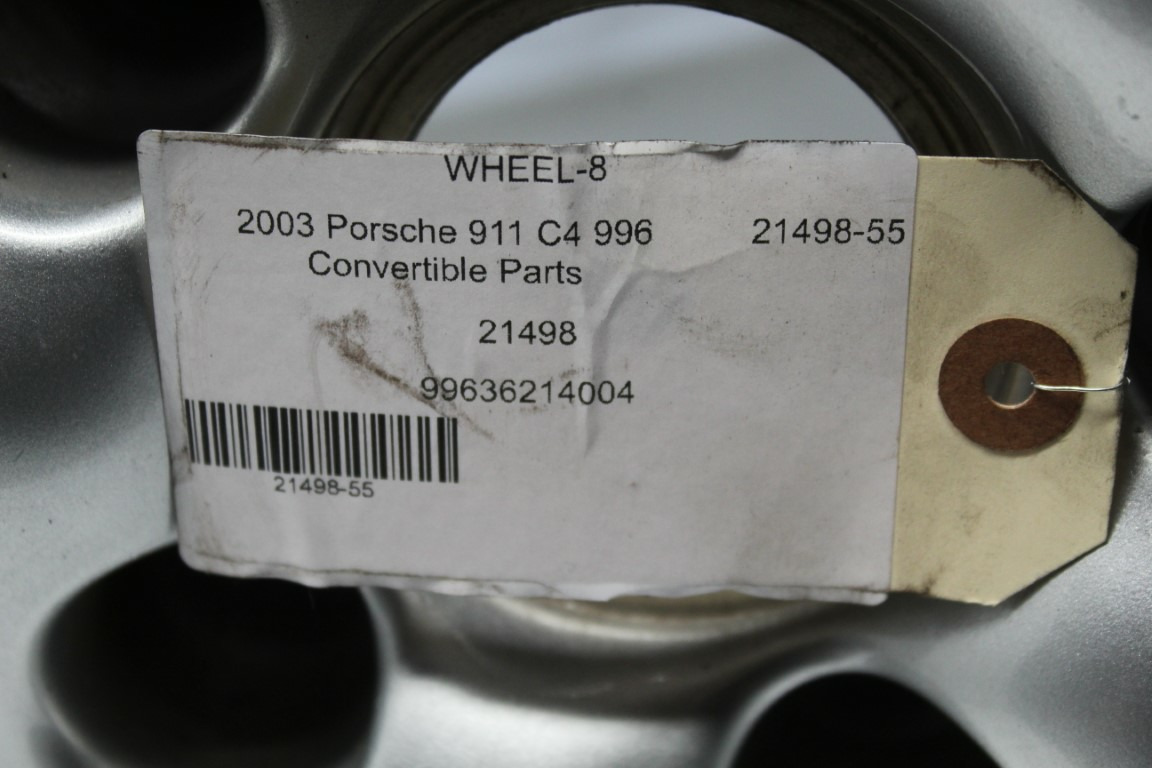 WHEEL-8
2003 Porsche 911 C4 996 21498-55
Convertible Parts
21498
99636214004
21498-55